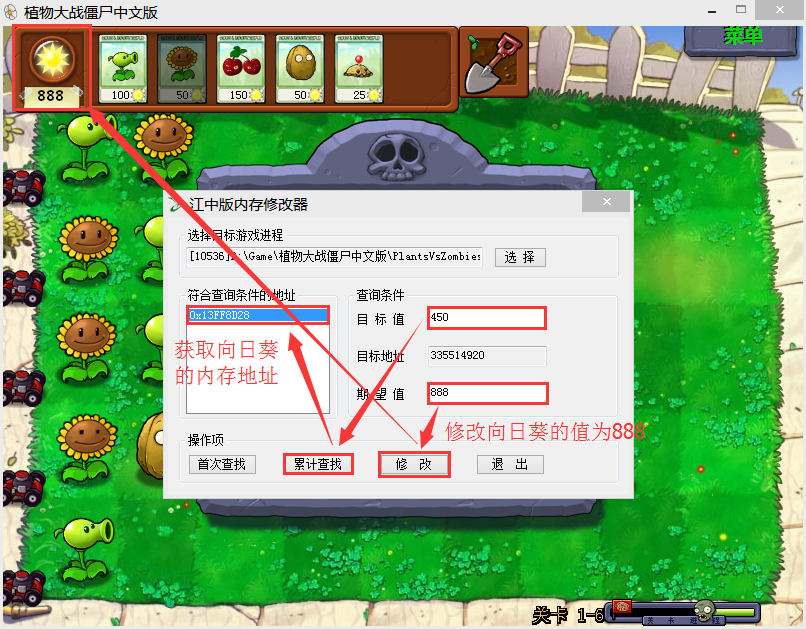 植物大战僵尸中文版
菜单
888
100
50
150
50
25
江中版内存修改器
选择目标游戏进程
\Game\植物大战僵尸中文版\PlantsVsZombies
选 择
符合查询条件的地址
0x13FF8D28
查询条件
目 标 值
450
目标地址
335514920
期 望 值
888
获取向日葵
的内存地址
修改向日葵的值为888
操作项
首次查找
累计查找
修 改
退 出
关卡 1-6
关 卡 进 程